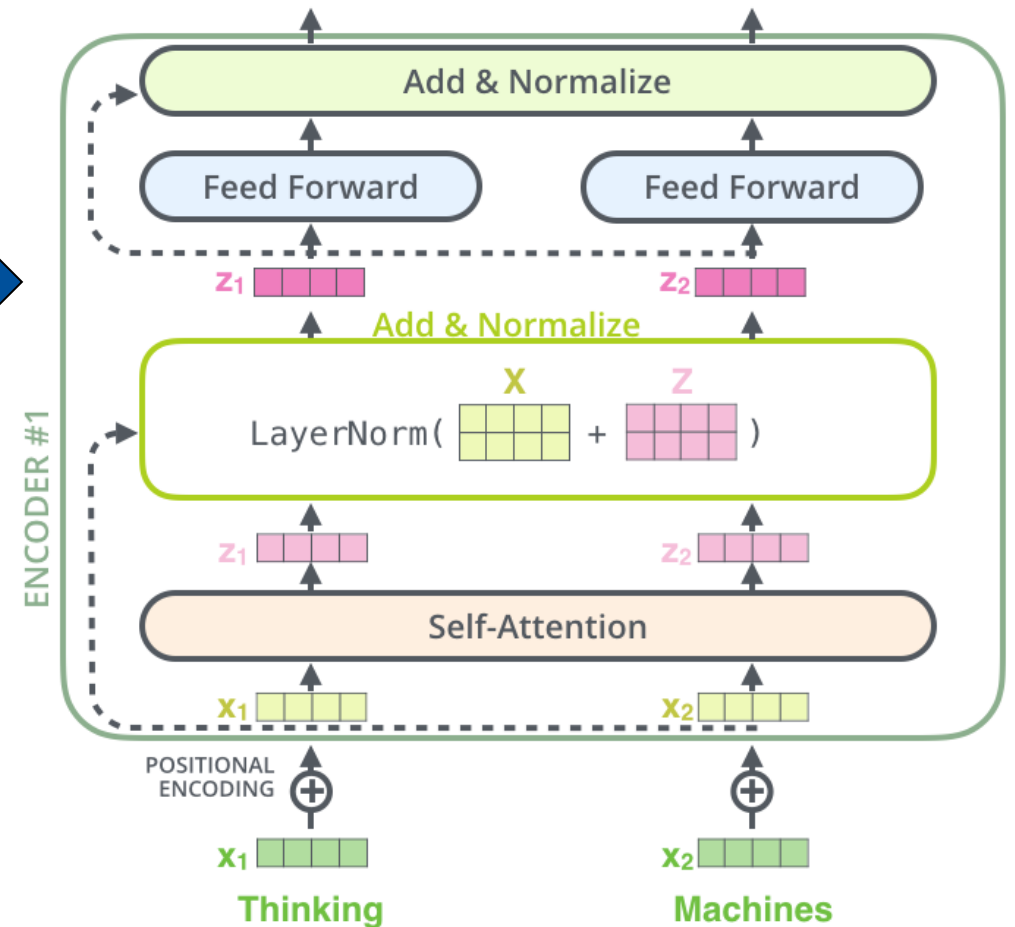 Add & Normalize
Feed Forward Feed Forward
z1 z2
Add & Normalize
X Z
LayerNorm( + )
ENCODER #1
z1 z2
Self-Attention
x1 x2
POSITIONAL
ENCODING
x1 x2
Thinking Machines